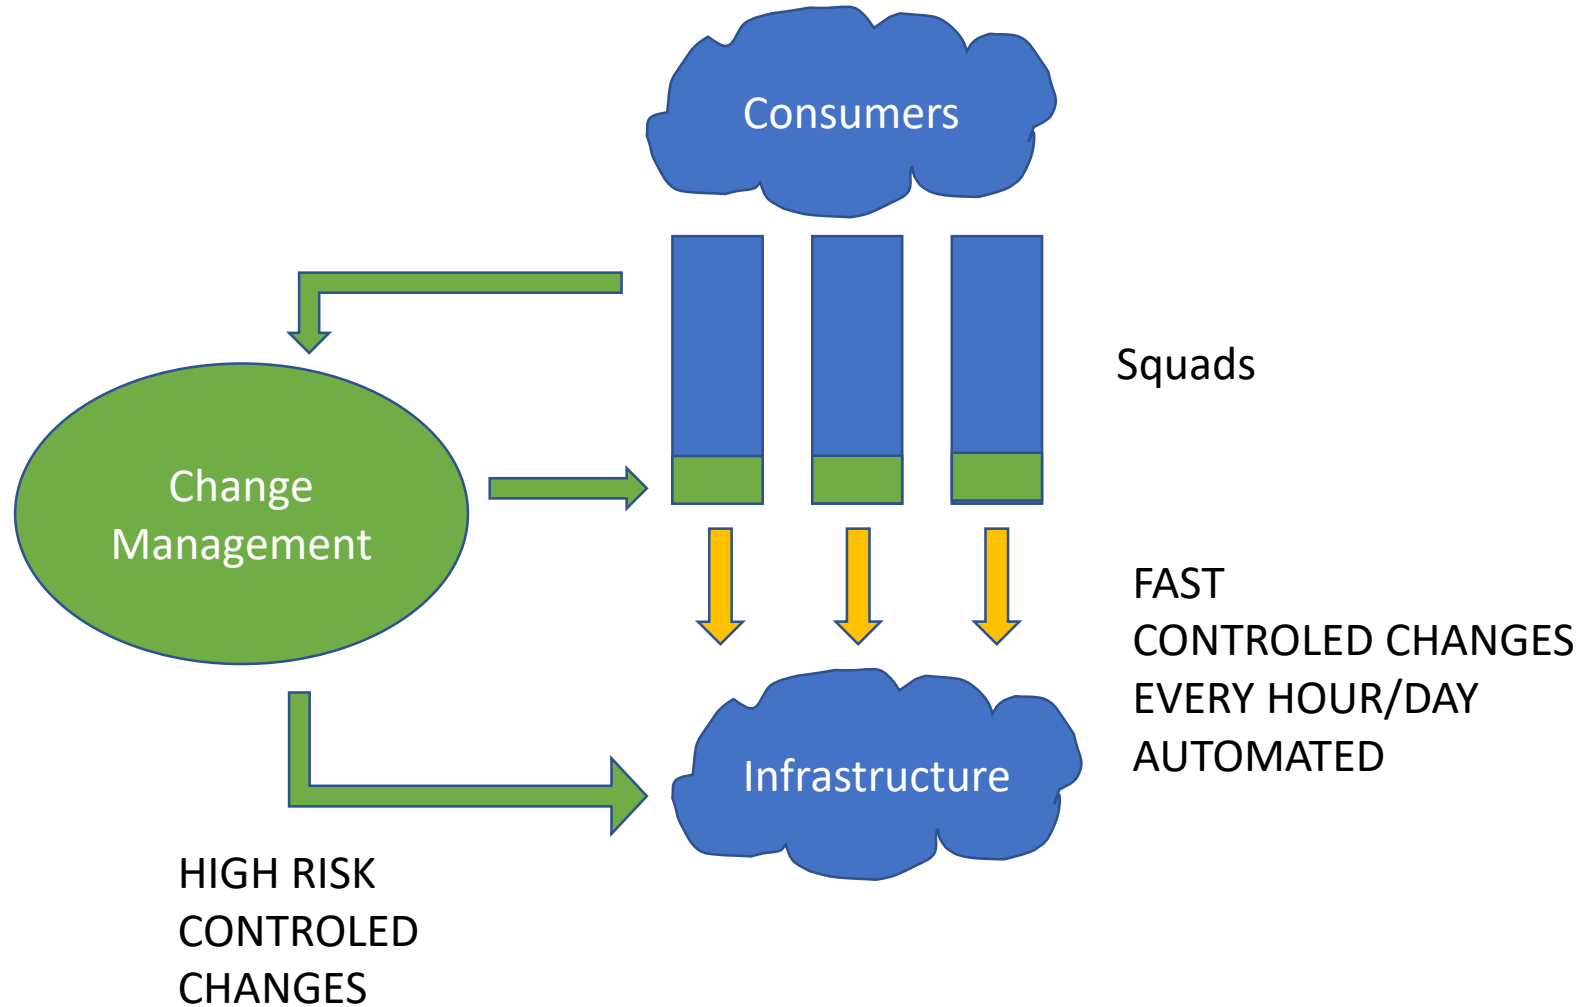 Consumers
Squads
Change
Management
FAST
CONTROLED CHANGES
EVERY HOUR/DAY
AUTOMATED
Infrastructure
HIGH RISK
CONTROLED
CHANGES